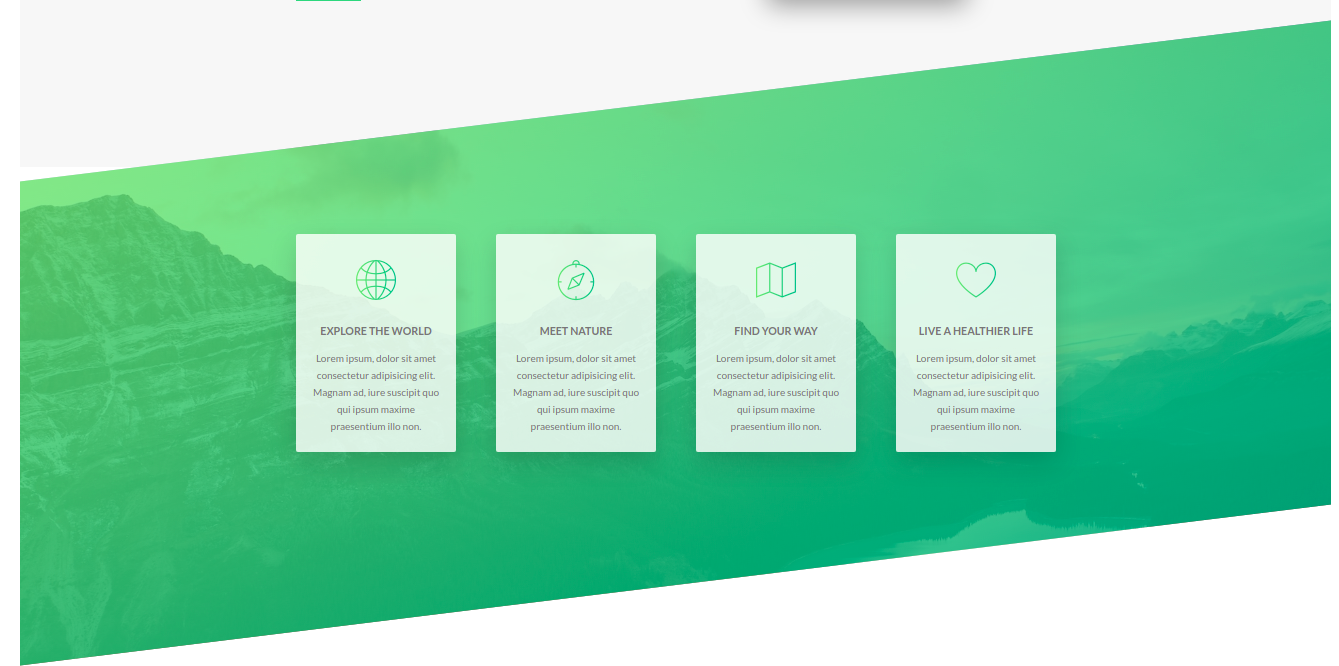 EXPLORE THE WORLD
Lorem ipsum, dolor sit amet
consectetur adipisicing elit.
Magnam ad, iure suscipit quo
qui ipsum maxime
praesentium illo non.
MEET NATURE
Lorem ipsum, dolor sit amet
consectetur adipisicing elit.
Magnam ad, iure suscipit quo
qui ipsum maxime
praesentium illo non.
FIND YOUR WAY
Lorem ipsum, dolor sit amet
consectetur adipisicing elit.
Magnam ad, iure suscipit quo
qui ipsum maxime
praesentium illo non.
LIVE A HEALTHIER LIFE
Lorem ipsum, dolor sit amet
consectetur adipisicing elit.
Magnam ad, iure suscipit quo
qui ipsum maxime
praesentium illo non.